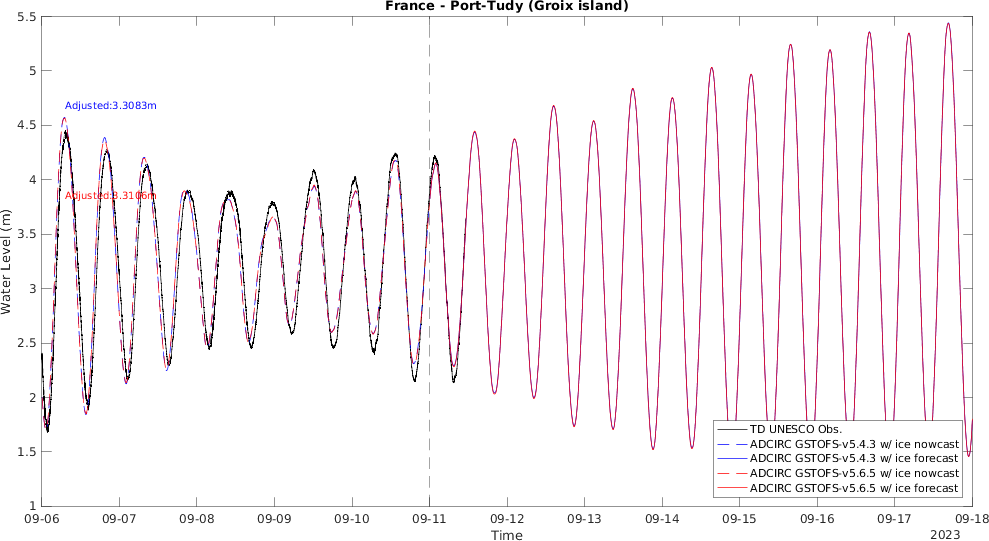 France - Port-Tudy (Groix island)
5.5
5
4.5
4
3.5
3
2.5
2
1.5
1
Water Level (m)
Adjusted:3.3083m
Adjusted:3.3106m
TD UNESCO Obs.
ADCIRC GSTOFS-v5.4.3 w/ ice nowcast
ADCIRC GSTOFS-v5.4.3 w/ ice forecast
ADCIRC GSTOFS-v5.6.5 w/ ice nowcast
ADCIRC GSTOFS-v5.6.5 w/ ice forecast
09-06 09-07 09-08 09-09 09-10 09-11 09-12 09-13 09-14 09-15 09-16 09-17 09-18
Time
2023